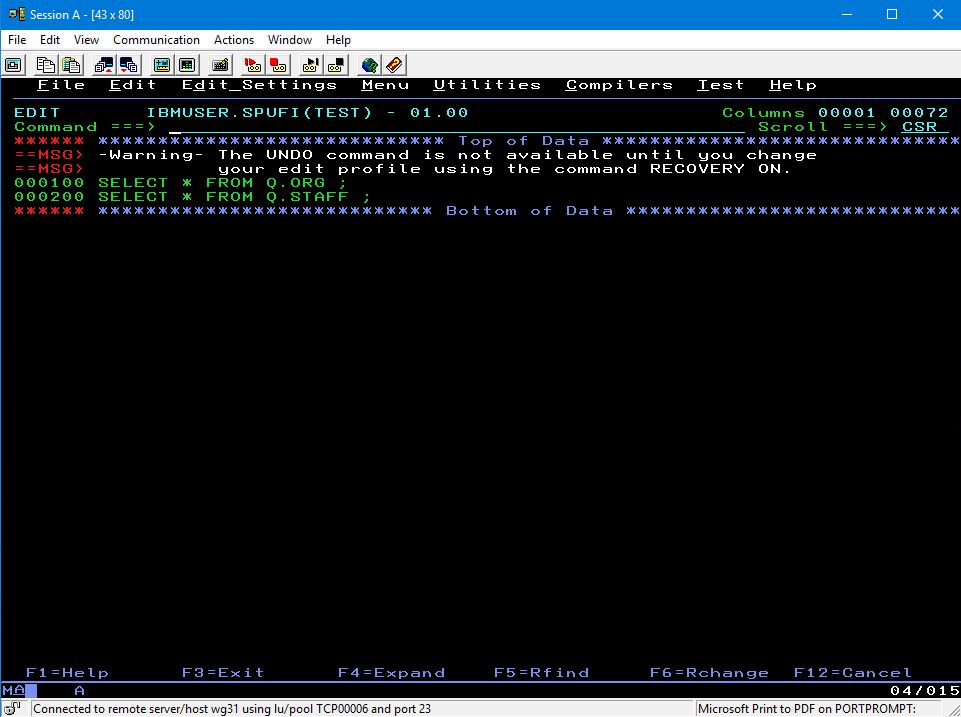 Session A - [43 x 80]
File Edit View Communication Actions Window Help
File Edit Edit_Settings Menu Utilities Compilers Test Help
EDIT IBMUSER.SPUFI(TEST) - 01.00 Columns 00001 00072
Command ===> _ Scroll ===> CSR
****** ***************************** Top of Data ******************************
==MSG> -Warning- The UNDO command is not available until you change
==MSG> your edit profile using the command RECOVERY ON.
000100 SELECT * FROM Q.ORG ;
000200 SELECT * FROM Q.STAFF ;
****** **************************** Bottom of Data ****************************
F1=Help F3=Exit F4=Expand F5=Rfind F6=Rchange F12=Cancel
MA A 04/015
Connected to remote server/host wg31 using lu/pool TCP00006 and port 23 Microsoft Print to PDF on PORTPROMPT: